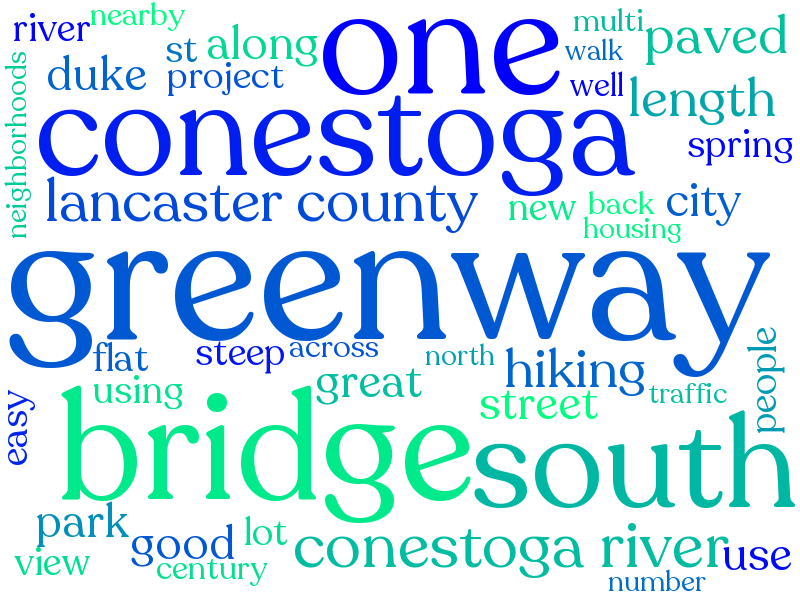 river
nearby
one
multi
paved
neighborhoods
st
along
walk
duke
project
well
length
conestoga
spring
lancaster county
new
back
city
housing
greenway
flat
steep
across
north
hiking
people
easy
using
great
street
traffic
bridge
south
park
good
lot
conestoga river
use
view
century
number